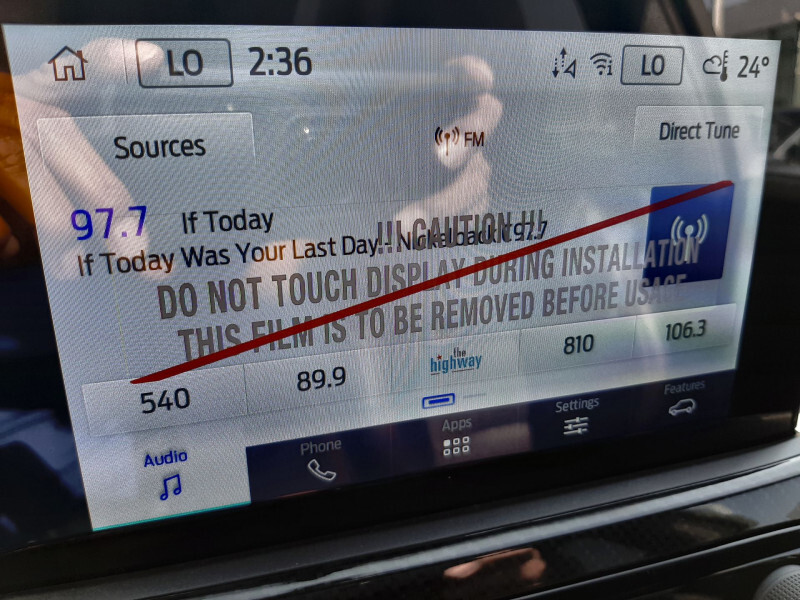 LO 2:36 LO 24°
Sources FM Direct Tune
97.7 If Today
If Today Was Your Last Day - Nickelback C97.7
!!! CAUTION !!!
DO NOT TOUCH DISPLAY DURING INSTALLATION
THIS FILM IS TO BE REMOVED BEFORE USAGE
540 89.9 the highway 810 106.3
Audio Phone Apps Settings Features